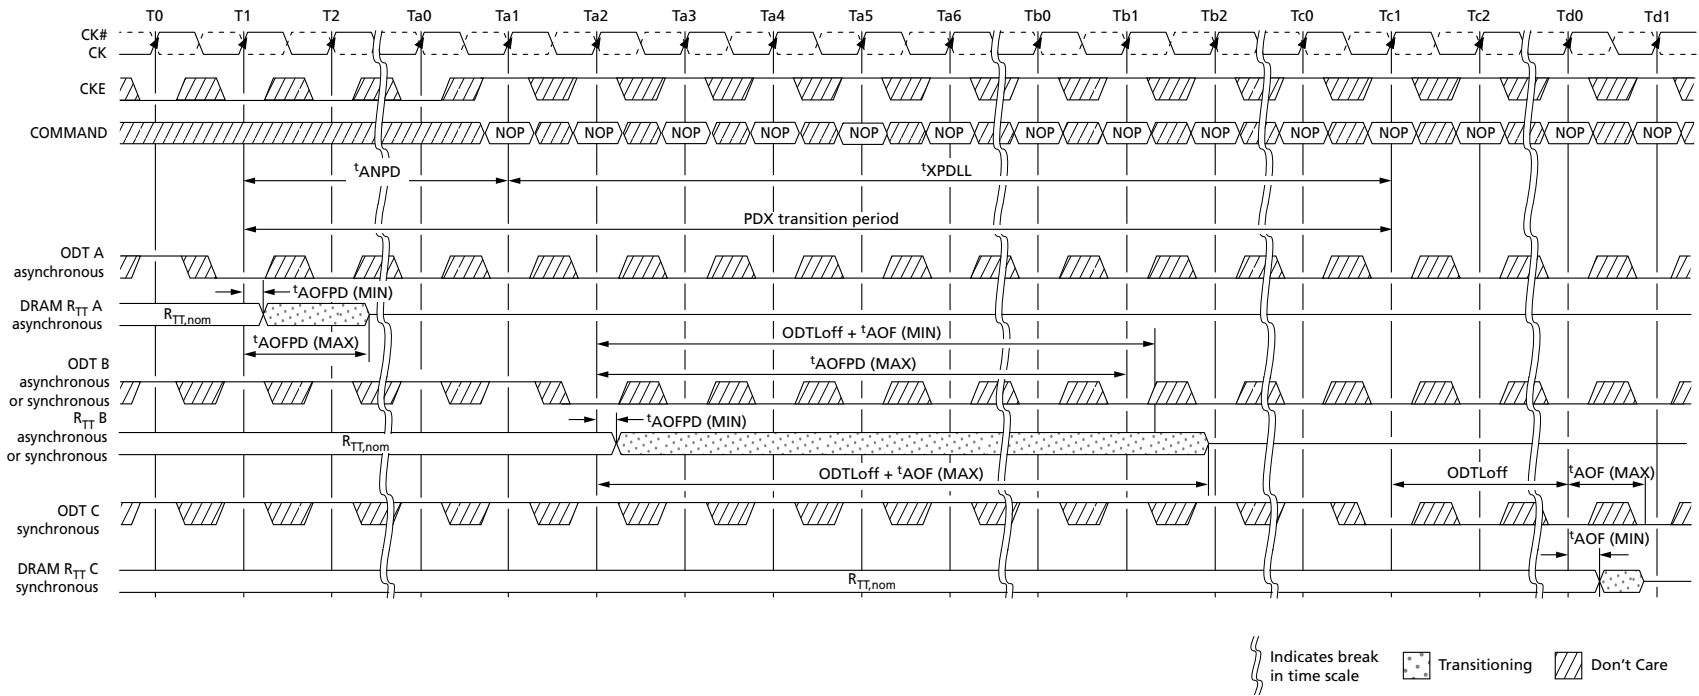 T0 T1 T2 Ta0 Ta1 Ta2 Ta3 Ta4 Ta5 Ta6 Tb0 Tb1 Tb2 Tc0 Tc1 Tc2 Td0 Td1
CK#
CK
CKE
COMMAND
NOP NOP NOP NOP NOP NOP NOP NOP NOP NOP NOP NOP NOP NOP
tANPD
tXPDLL
PDX transition period
ODT A
asynchronous
tAOFPD (MIN)
DRAM RTT A
asynchronous
RTT,nom
tAOFPD (MAX)
ODTLoff + tAOF (MIN)
tAOFPD (MAX)
ODT B
asynchronous
or synchronous
tAOFPD (MIN)
RTT B
asynchronous
or synchronous
RTT,nom
ODTLoff + tAOF (MAX)
ODTLoff
tAOF (MAX)
ODT C
synchronous
tAOF (MIN)
DRAM RTT C
synchronous
RTT,nom
Indicates break
in time scale
Transitioning
Don't Care